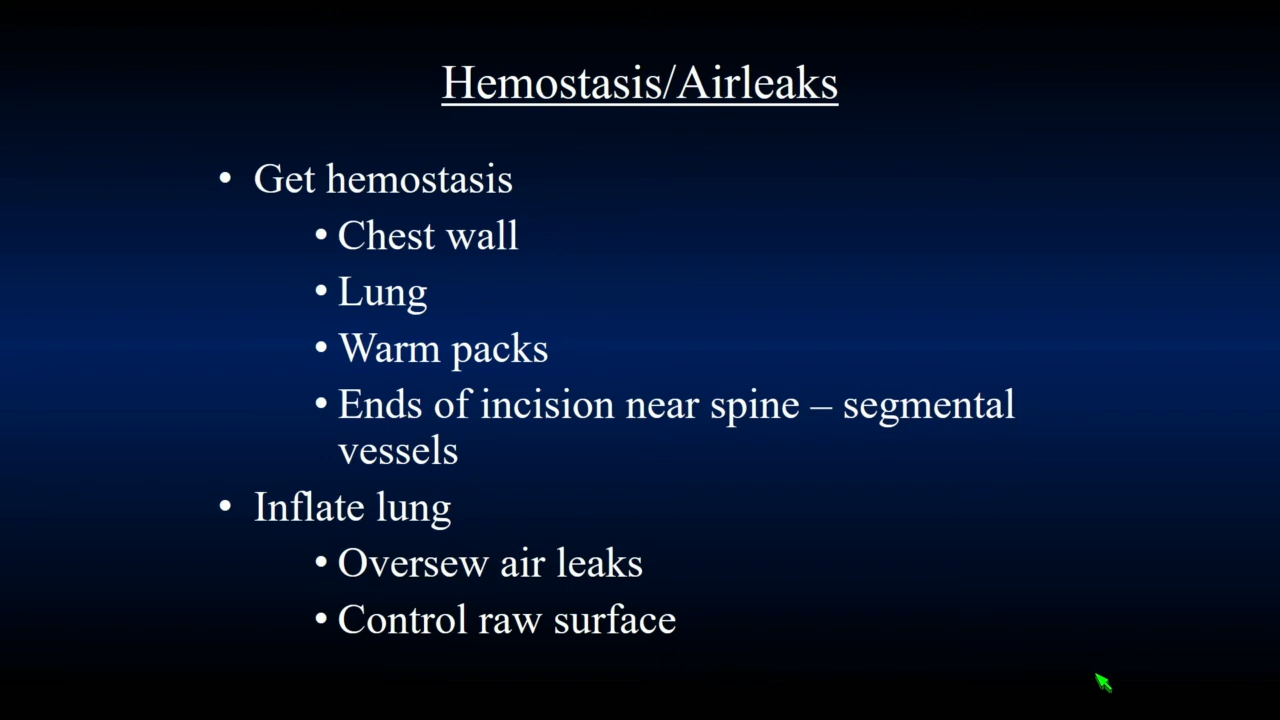 Hemostasis/Airleaks
• Get hemostasis
• Chest wall
• Lung
• Warm packs
• Ends of incision near spine – segmental
vessels
• Inflate lung
• Oversew air leaks
• Control raw surface